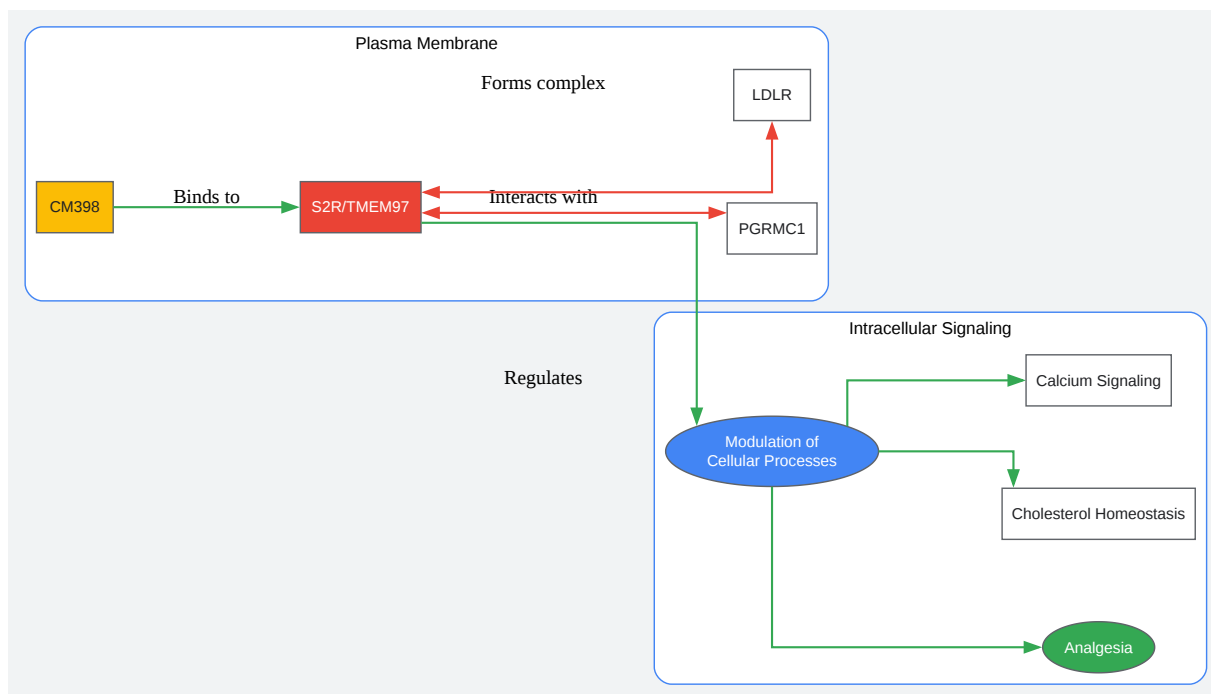 Plasma Membrane
Forms complex
LDLR
CM398
Binds to
S2R/TMEM97
Interacts with
PGRMC1
Intracellular Signaling
Regulates
Calcium Signaling
Modulation of
Cellular Processes
Cholesterol Homeostasis
Analgesia